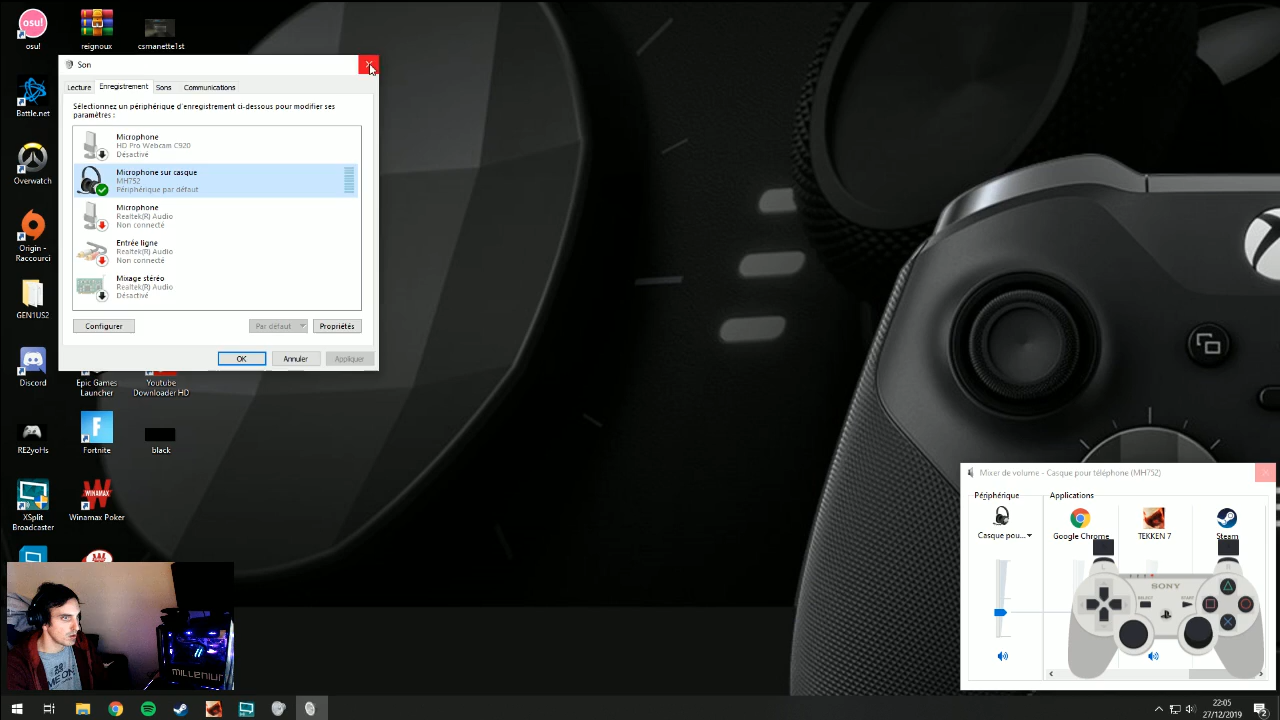 osu!
reignoux
csmanette1st
Son
Battle.net
Lecture
Enregistrement
Sons
Communications
Sélectionnez un périphérique d'enregistrement ci-dessous pour modifier ses
paramètres :
Microphone
HD Pro Webcam C920
Désactivé
Overwatch
Microphone sur casque
MH752
Périphérique par défaut
Microphone
Realtek(R) Audio
Non connecté
Origin -
Raccourci
Entrée ligne
Realtek(R) Audio
Non connecté
Mixage stéréo
Realtek(R) Audio
Désactivé
GEN1US2
Configurer
Par défaut
Propriétés
OK
Annuler
Appliquer
Discord
Epic Games
Launcher
Youtube
Downloader HD
RE2yoHs
Fortnite
black
XSplit
Broadcaster
WINAMAX
Winamax Poker
Mixer de volume - Casque pour téléphone (MH752)
Périphérique
Applications
Casque pou...
Google Chrome
TEKKEN 7
Steam
L
R
SONY
SELECT
START
MILLENIUM
22:05
27/12/2019
2